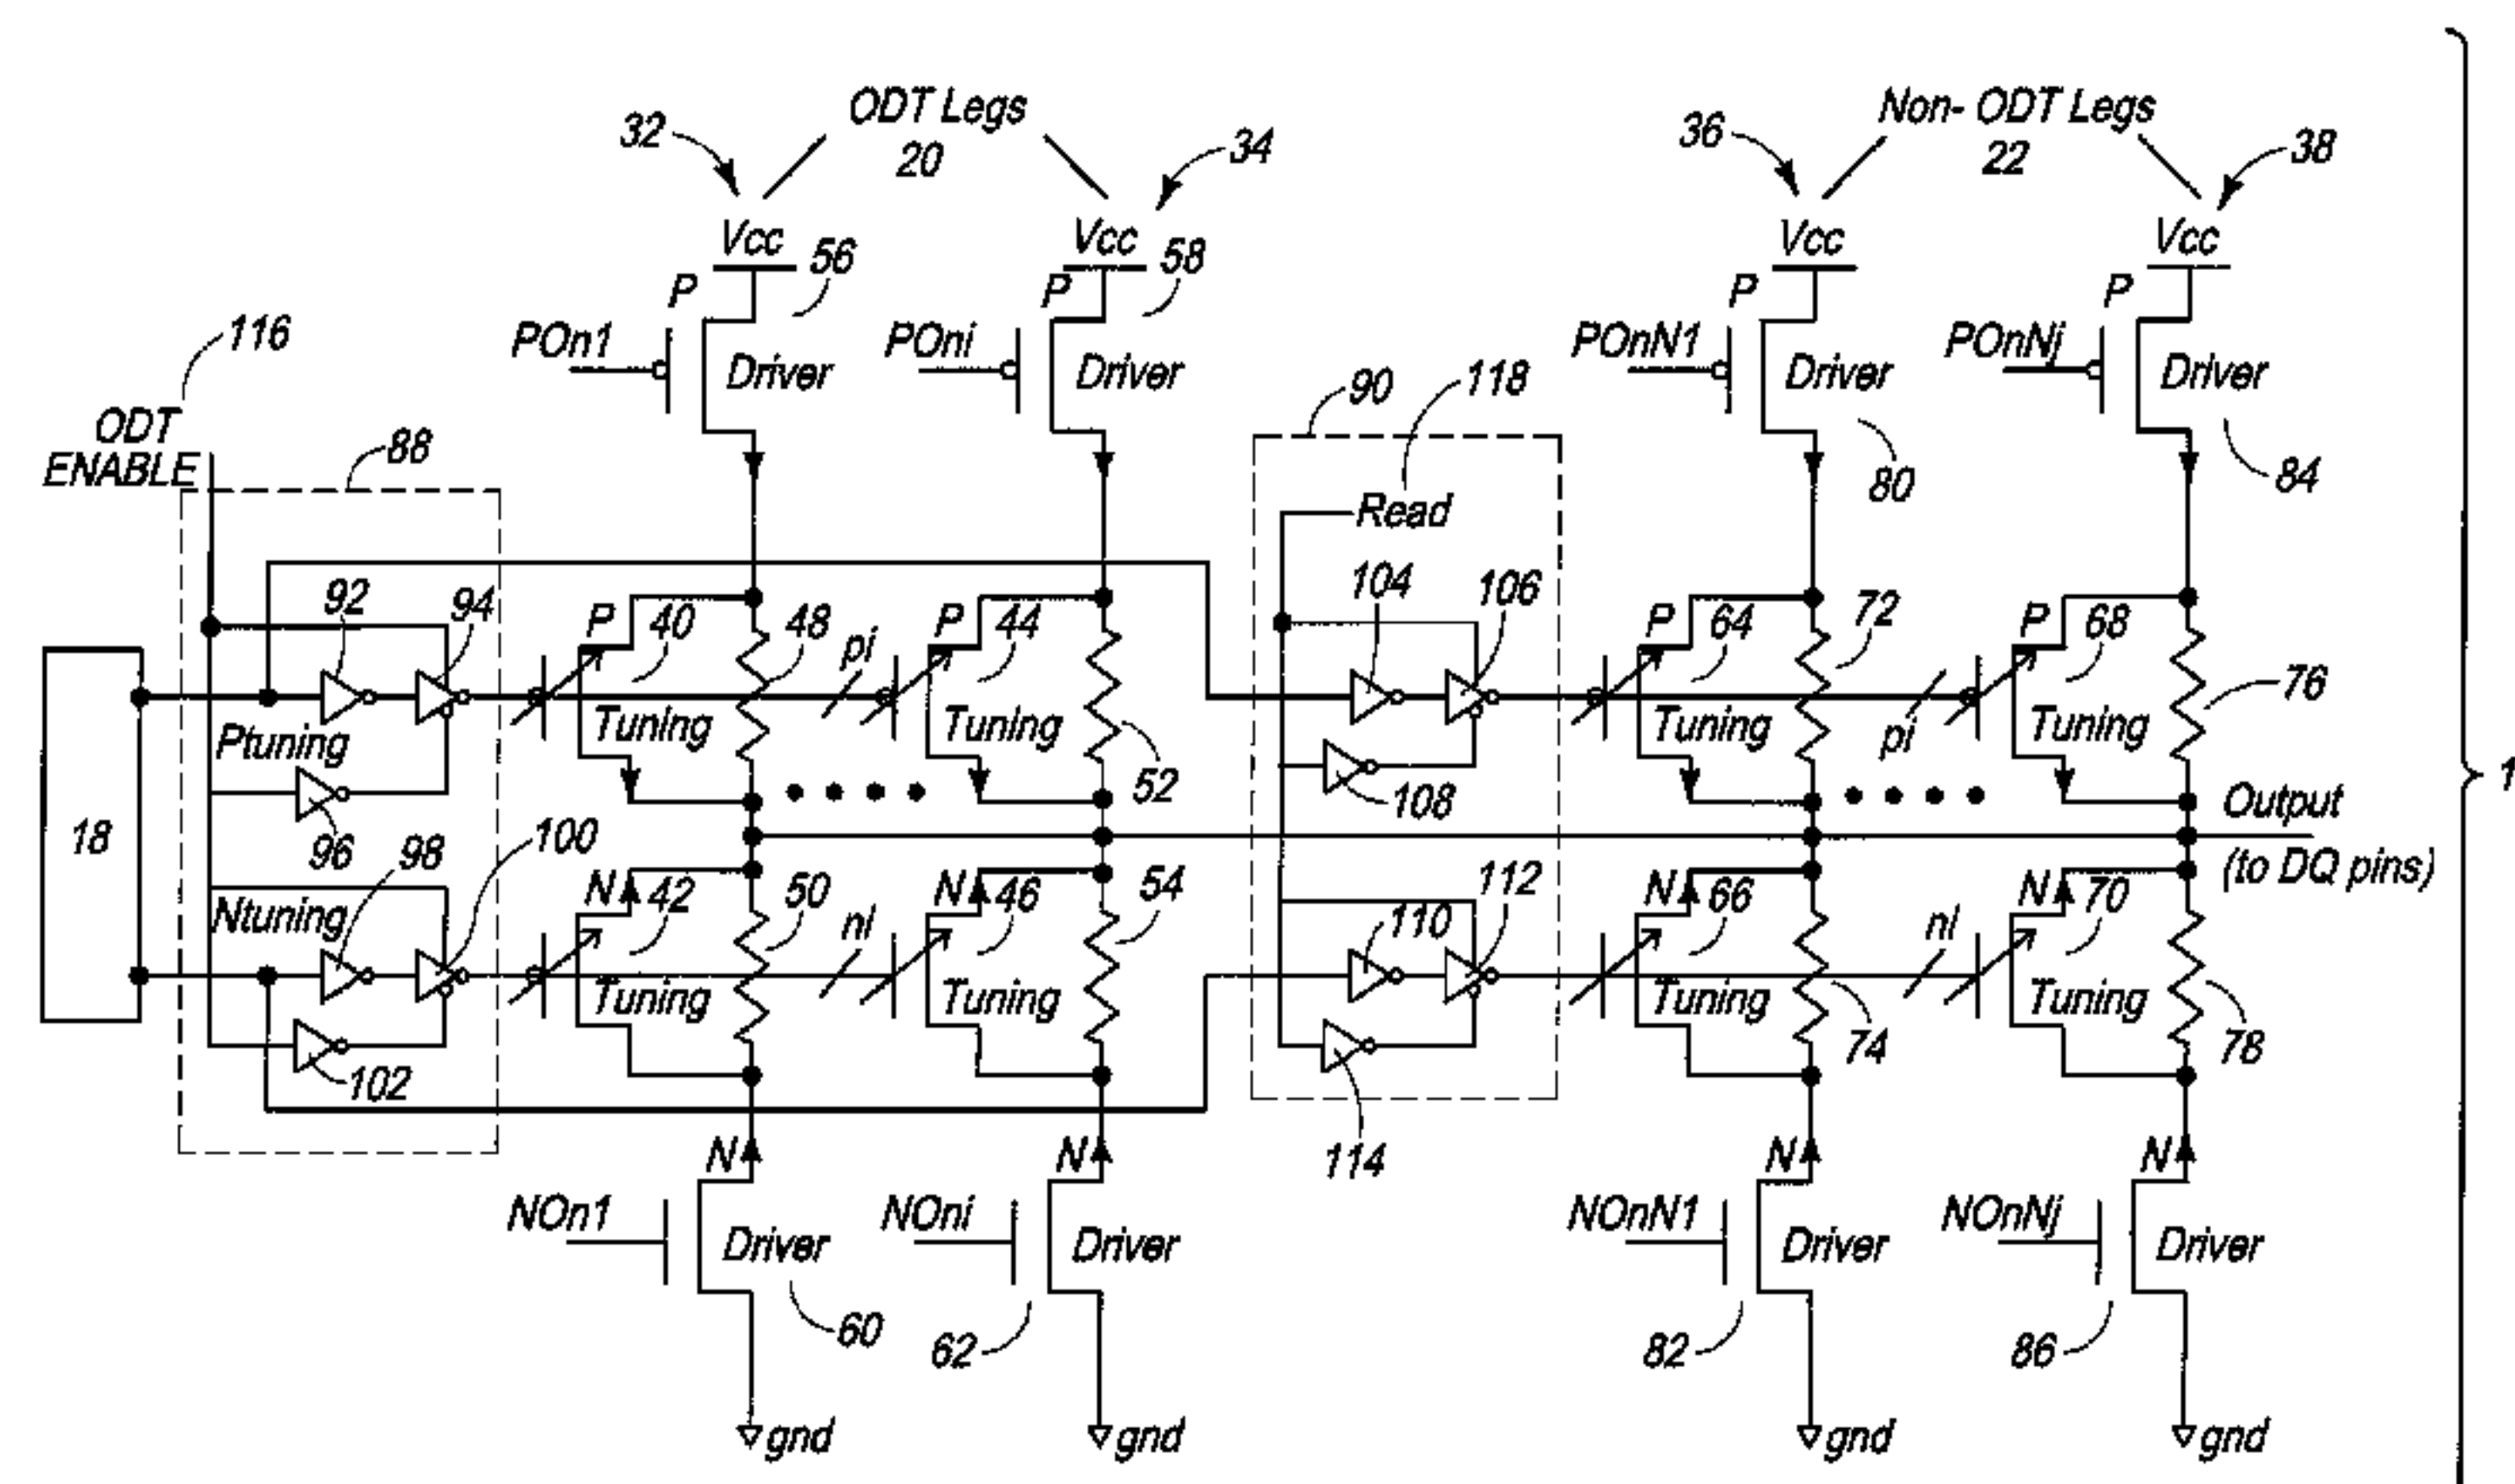 ODT Legs
20
Non- ODT Legs
22
32
34
36
38
Vcc
Vcc
Vcc
Vcc
P
56
P
58
P
P
116
POn1
Driver
POni
Driver
POnN1
Driver
POnNj
Driver
ODT
ENABLE
88
90
118
80
84
Read
92
94
P
40
48
pi
P
44
104
106
P
64
72
P
68
76
Ptuning
Tuning
Tuning
52
Tuning
pi
Tuning
18
96
108
Output
(to DQ pins)
1
98
100
N
42
50
nl
N
46
54
110
112
N
66
nl
N
70
Ntuning
Tuning
Tuning
Tuning
74
Tuning
78
102
114
N
N
N
N
NOn1
Driver
NOni
Driver
NOnN1
Driver
NOnNj
Driver
60
62
82
86
gnd
gnd
gnd
gnd